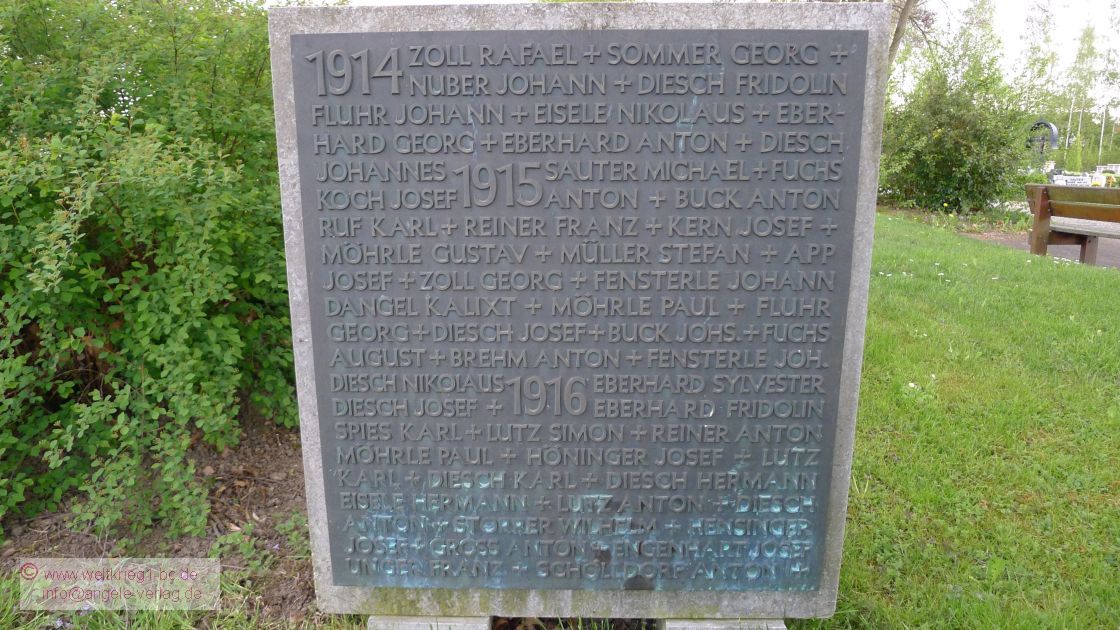 1914 ZOLL RAFAEL + SOMMER GEORG +
NUBER JOHANN + DIESCH FRIDOLIN
FLUHR JOHANN + EISELE NIKOLAUS + EBER-
HARD GEORG + EBERHARD ANTON + DIESCH
JOHANNES 1915 SAUTER MICHAEL + FUCHS
KOCH JOSEF ANTON + BUCK ANTON
RUF KARL + REINER FRANZ + KERN JOSEF +
MÖHRLE GUSTAV + MÜLLER STEFAN + APP
JOSEF + ZOLL GEORG + FENSTERLE JOHANN
DANGEL KALIXT + MÖHRLE PAUL + FLUHR
GEORG + DIESCH JOSEF + BUCK JOHS. + FUCHS
AUGUST + BREHM ANTON + FENSTERLE JOH.
DIESCH NIKOLAUS 1916 EBERHARD SYLVESTER
DIESCH JOSEF + EBERHARD FRIDOLIN
SPIES KARL + LUTZ SIMON + REINER ANTON
MÖHRLE PAUL + HÖNINGER JOSEF + LUTZ
KARL + DIESCH KARL + DIESCH HERMANN
EISELE HERMANN + LUTZ ANTON + DIESCH
ANTON + STORRER WILHELM + HENSINGER
JOSEF + GROSS ANTON + ENGENHART JOSEF
UNGER FRANZ + SCHOLLDORF ANTON +
© www.weltkrieg1-bc.de
info@angele-verlag.de